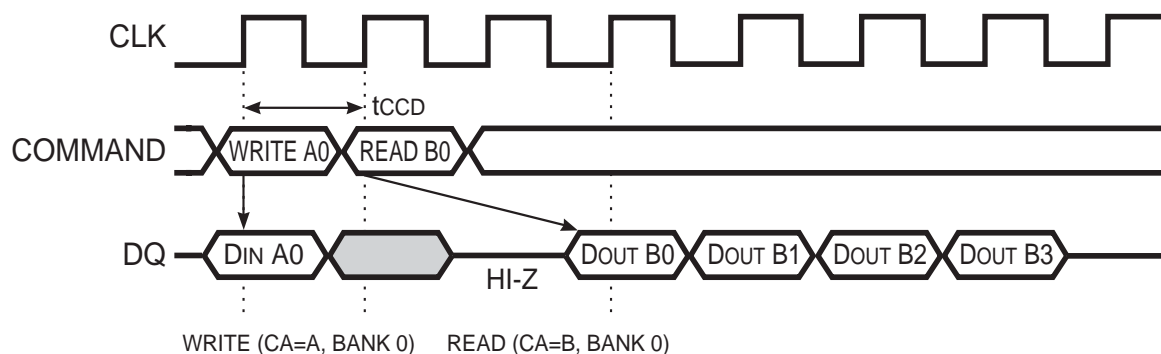 CLK
tCCD
COMMAND WRITE A0 READ B0
DQ DIN A0 DOUT B0 DOUT B1 DOUT B2 DOUT B3
HI-Z
WRITE (CA=A, BANK 0) READ (CA=B, BANK 0)